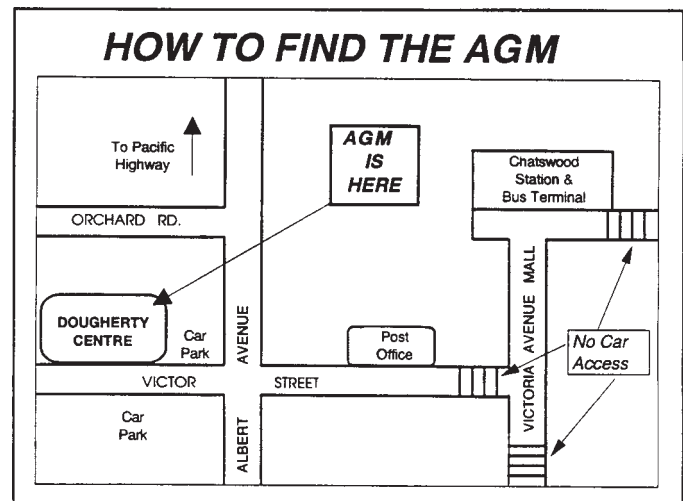 HOW TO FIND THE AGM
To Pacific
Highway
AGM
IS
HERE
Chatswood
Station &
Bus Terminal
ORCHARD RD.
DOUGHERTY
CENTRE
Car
Park
AVENUE
Post
Office
VICTORIA AVENUE MALL
No Car
Access
VICTOR STREET
Car
Park
ALBERT